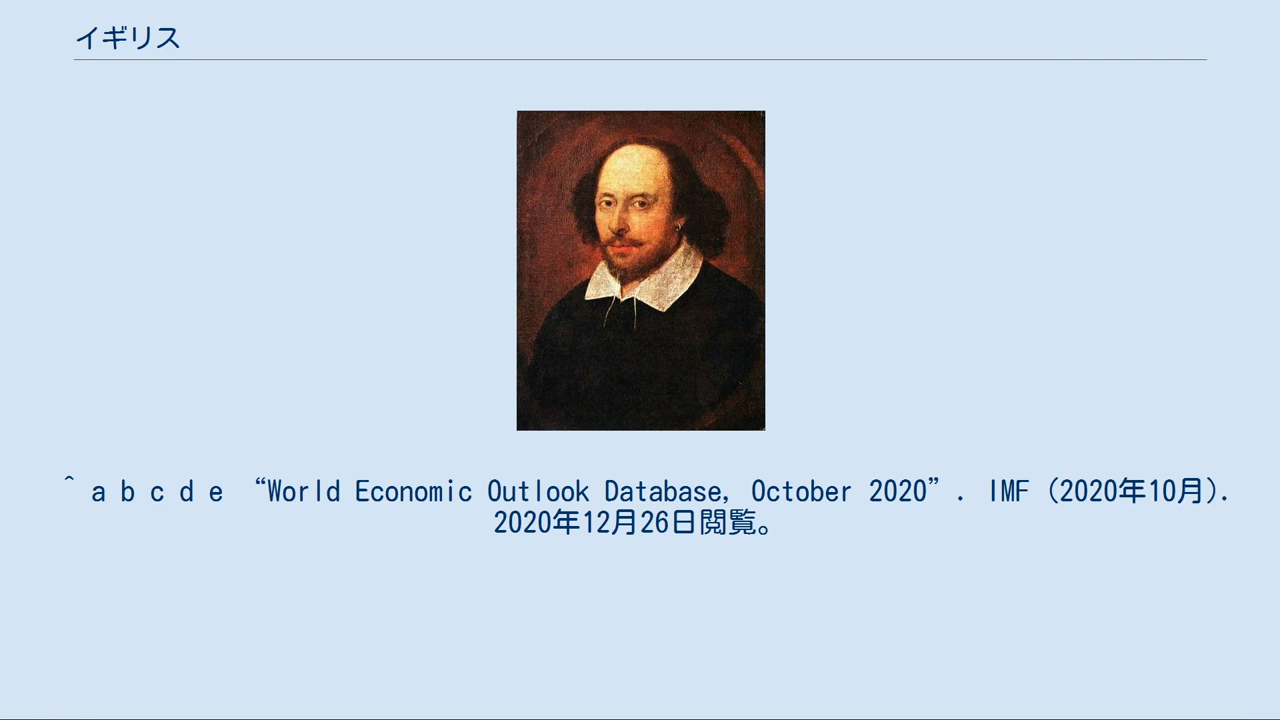 イギリス
^ a b c d e “World Economic Outlook Database, October 2020”. IMF (2020年10月).
2020年12月26日閲覧。